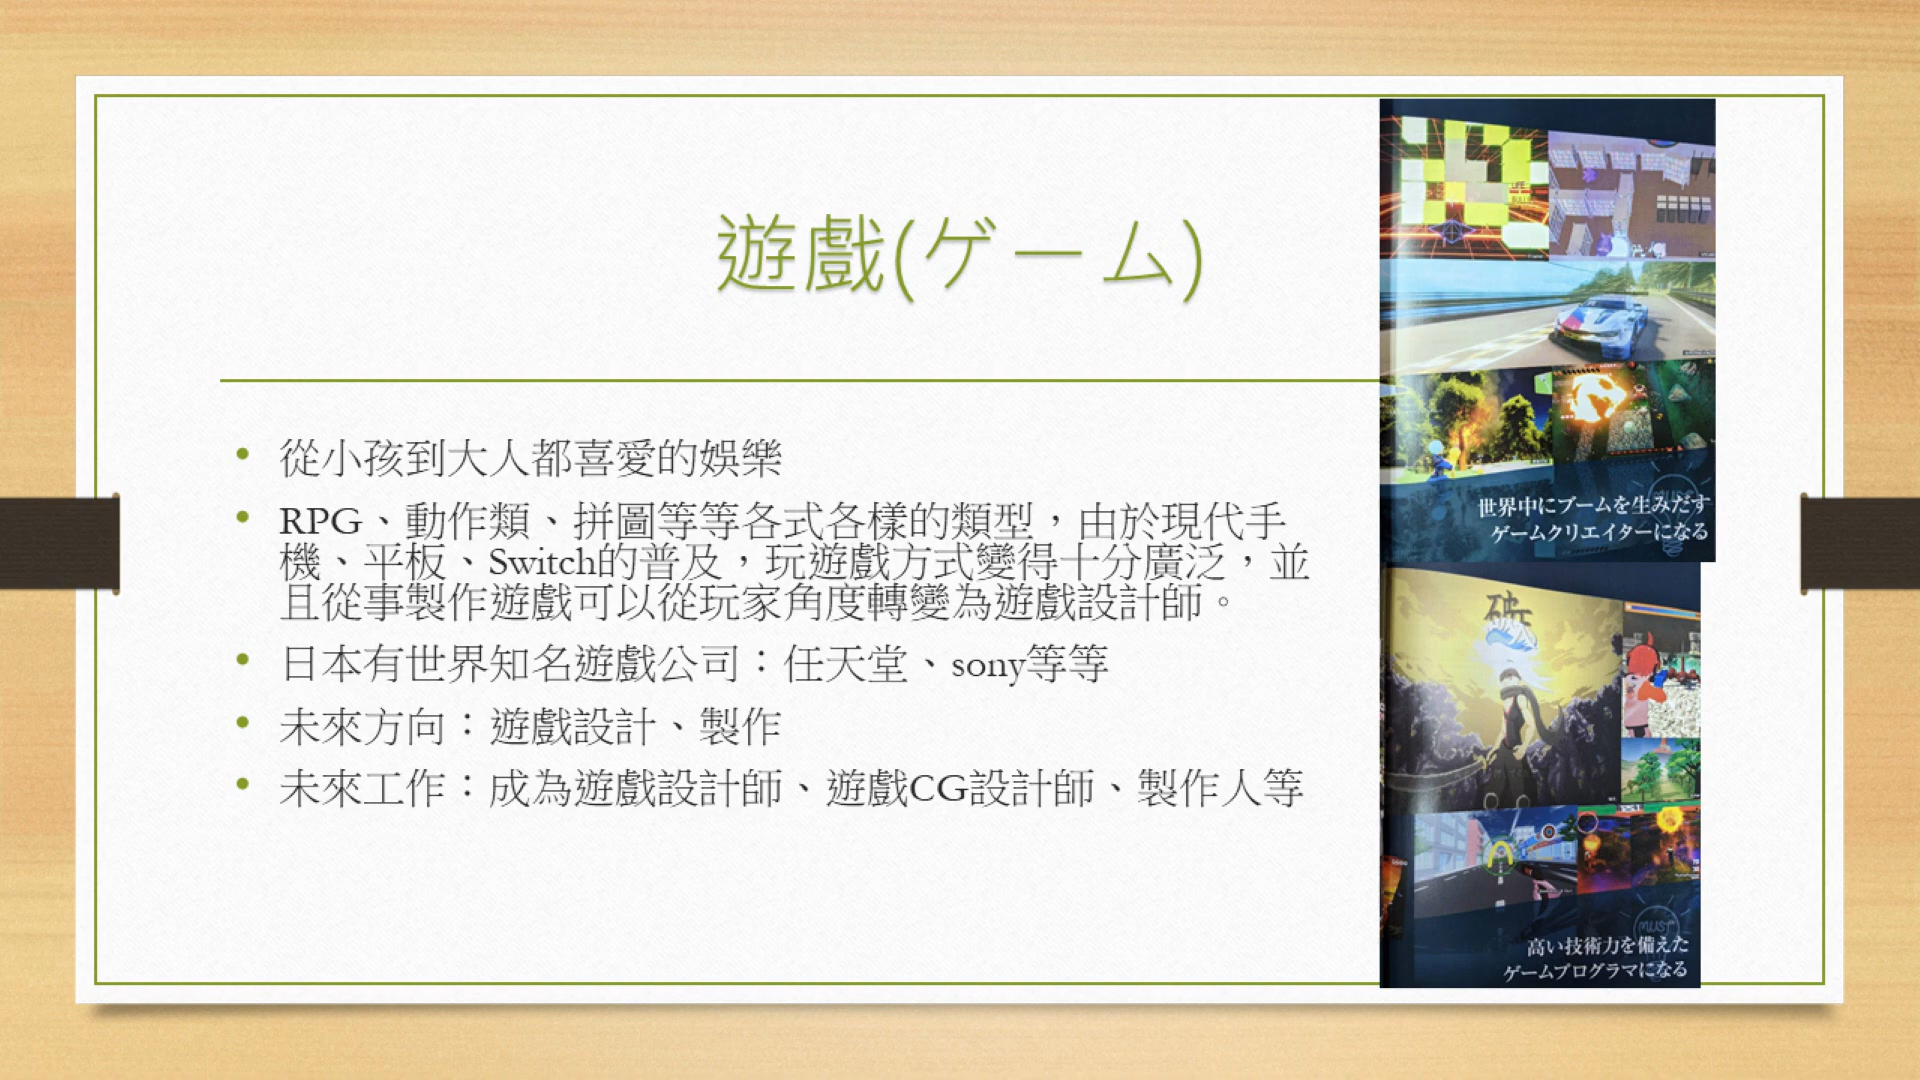 遊戲(ゲーム)
• 從小孩到大人都喜愛的娛樂
• RPG、動作類、拼圖等等各式各樣的類型，由於現代手
機、平板、Switch的普及，玩遊戲方式變得十分廣泛，並
且從事製作遊戲可以從玩家角度轉變為遊戲設計師。
• 日本有世界知名遊戲公司：任天堂、sony等等
• 未來方向：遊戲設計、製作
• 未來工作：成為遊戲設計師、遊戲CG設計師、製作人等
世界中にブームを生みだす
ゲームクリエイターになる
破
MUST
高い技術力を備えた
ゲームプログラマになる